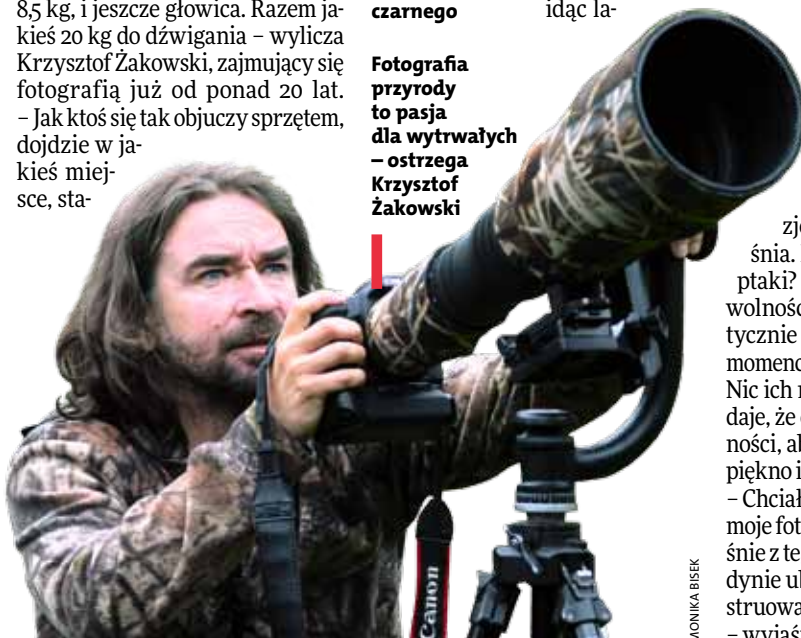 8,5 kg, i jeszcze głowica. Razem ja-
kieś 20 kg do dźwigania – wylicza
Krzysztof Żakowski, zajmujący się
fotografią już od ponad 20 lat.
– Jak ktoś się tak objuczy sprzętem,
dojdzie w ja-
kieś miej-
sce, sta-
czarnego
Fotografia
przyrody
to pasja
dla wytrwałych
– ostrzega
Krzysztof
Żakowski
idąc la-
śnia.
ptaki?
wolnośc
tycznie
momenc
Nic ich
daje, że
ności, al
piękno i
– Chciał
moje fot
śnie z te
dynie ul
struowa
– wyjaś
MONIKA BISEK
Canon